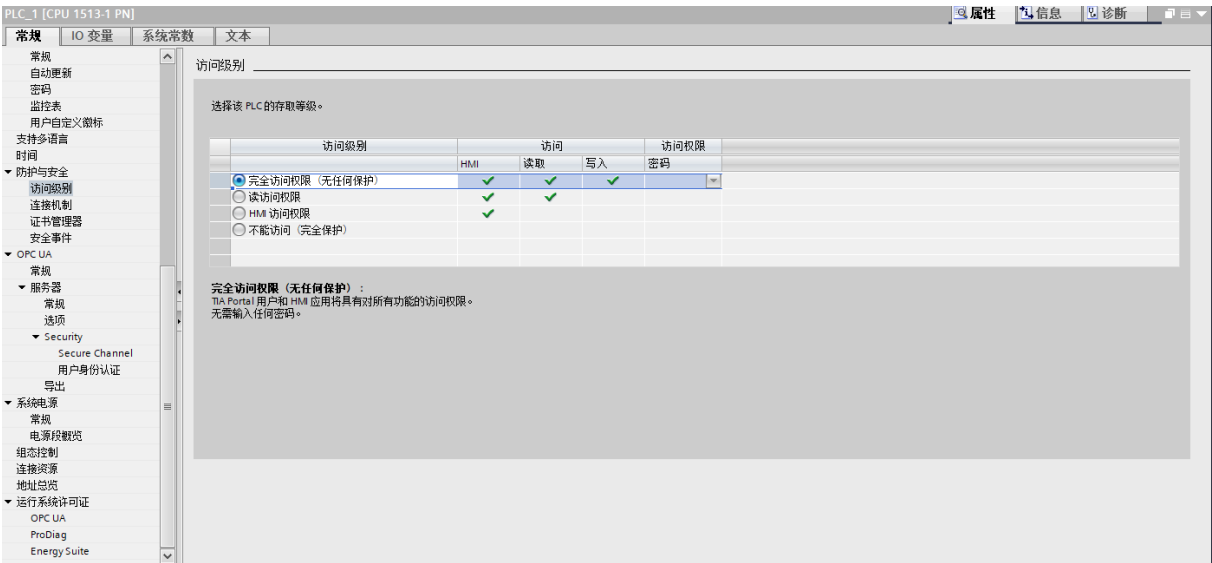 PLC_1 [CPU 1513-1 PN]
属性
信息
诊断
常规
IO 变量
系统常数
文本
常规
自动更新
密码
监控表
用户自定义徽标
支持多语言
时间
防护与安全
访问级别
连接机制
证书管理器
安全事件
OPC UA
常规
服务器
常规
选项
Security
Secure Channel
用户身份认证
导出
系统电源
常规
电源段概览
组态控制
连接资源
地址总览
运行系统许可证
OPC UA
ProDiag
Energy Suite
访问级别
选择该 PLC 的存取等级。
访问级别 访问 访问权限
HMI 读取 写入 密码
完全访问权限（无任何保护）
读访问权限
HMI 访问权限
不能访问（完全保护）
完全访问权限（无任何保护）：
TIA Portal 用户和 HMI 应用将具有对所有功能的访问权限。
无需输入任何密码。